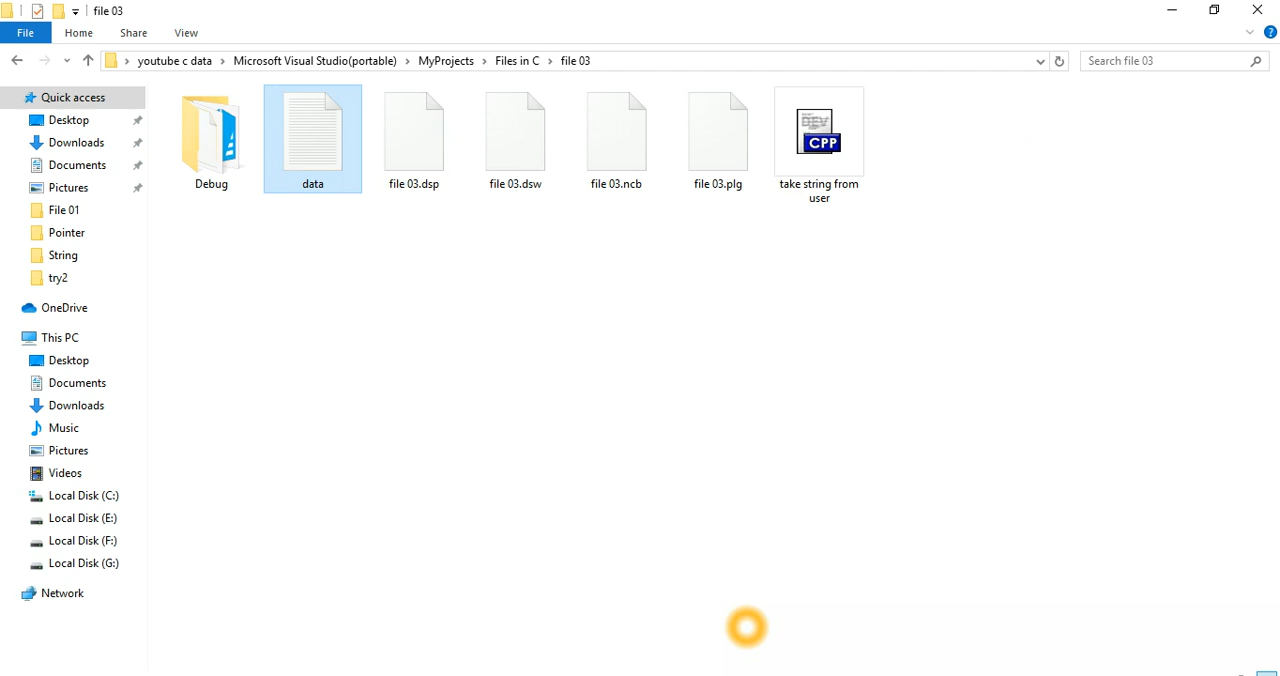 file 03
File Home Share View
youtube c data Microsoft Visual Studio(portable) MyProjects Files in C file 03
Search file 03
Quick access
Desktop
Downloads
Documents
Pictures
File 01
Pointer
String
try2
OneDrive
This PC
Desktop
Documents
Downloads
Music
Pictures
Videos
Local Disk (C:)
Local Disk (E:)
Local Disk (F:)
Local Disk (G:)
Network
DEV
CPP
Debug data file 03.dsp file 03.dsw file 03.ncb file 03.plg take string from
user